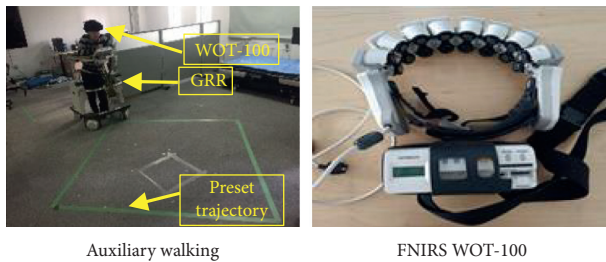 WOT-100
GRR
Preset
trajectory
Auxiliary walking
FNIRS WOT-100